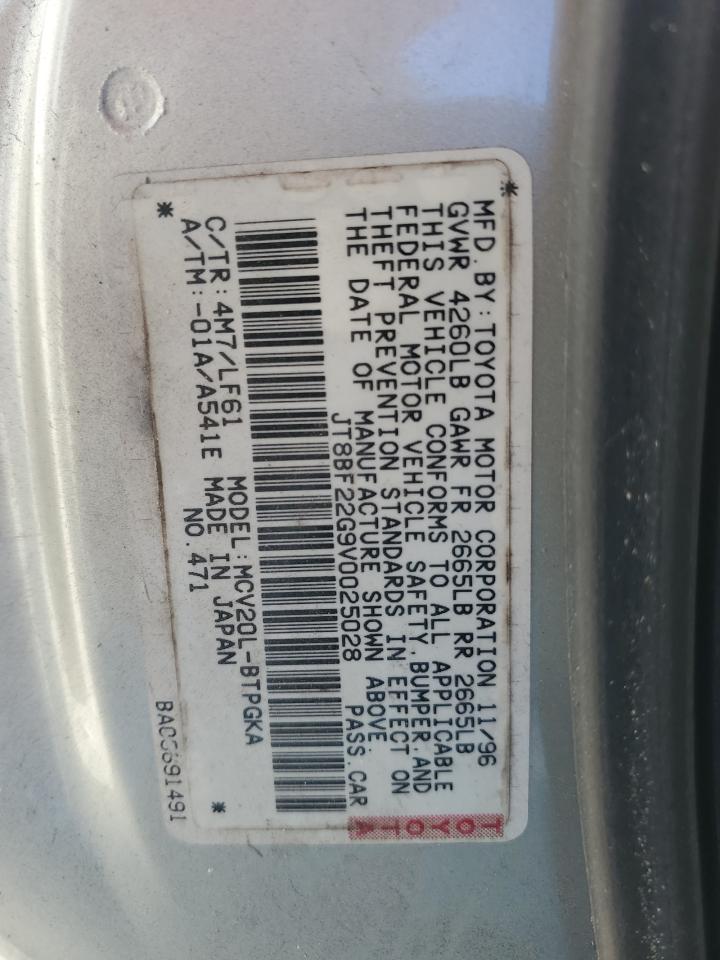 MFD. BY: TOYOTA MOTOR CORPORATION 11/96
GVWR 4260LB GAWR FR 2665LB RR 2665LB
THIS VEHICLE CONFORMS TO ALL APPLICABLE
FEDERAL MOTOR VEHICLE SAFETY, BUMPER, AND
THEFT PREVENTION STANDARDS IN EFFECT ON
THE DATE OF MANUFACTURE SHOWN ABOVE.
JT8BF22G9V0025028 PASS. CAR
C/TR: 4M7/LF61 MODEL: MCV20L-BTPGKA
A/TM:-01A/A541E MADE IN JAPAN
NO. 471
TOYOTA